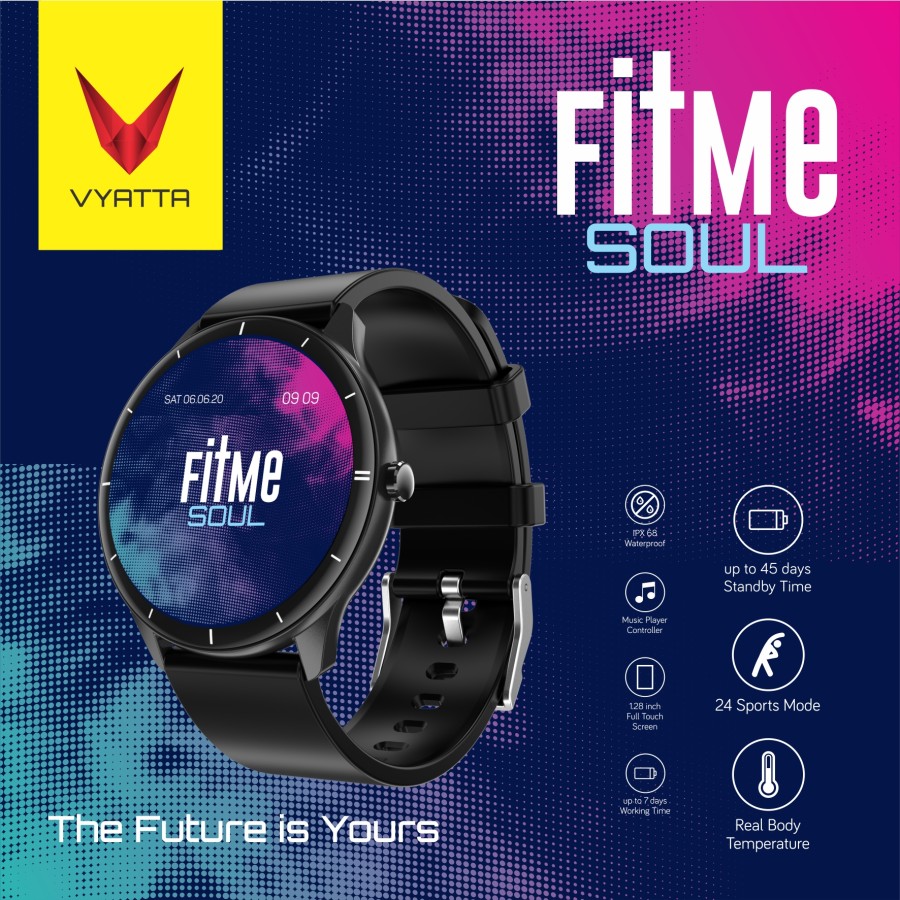 VYATTA
FitMe
SOUL
SAT 06.06.20
09 09
FitMe
SOUL
IPX 68
Waterproof
up to 45 days
Standby Time
Music Player
Controller
24 Sports Mode
1.28 inch
Full Touch
Screen
up to 7 days
Working Time
Real Body
Temperature
The Future is Yours